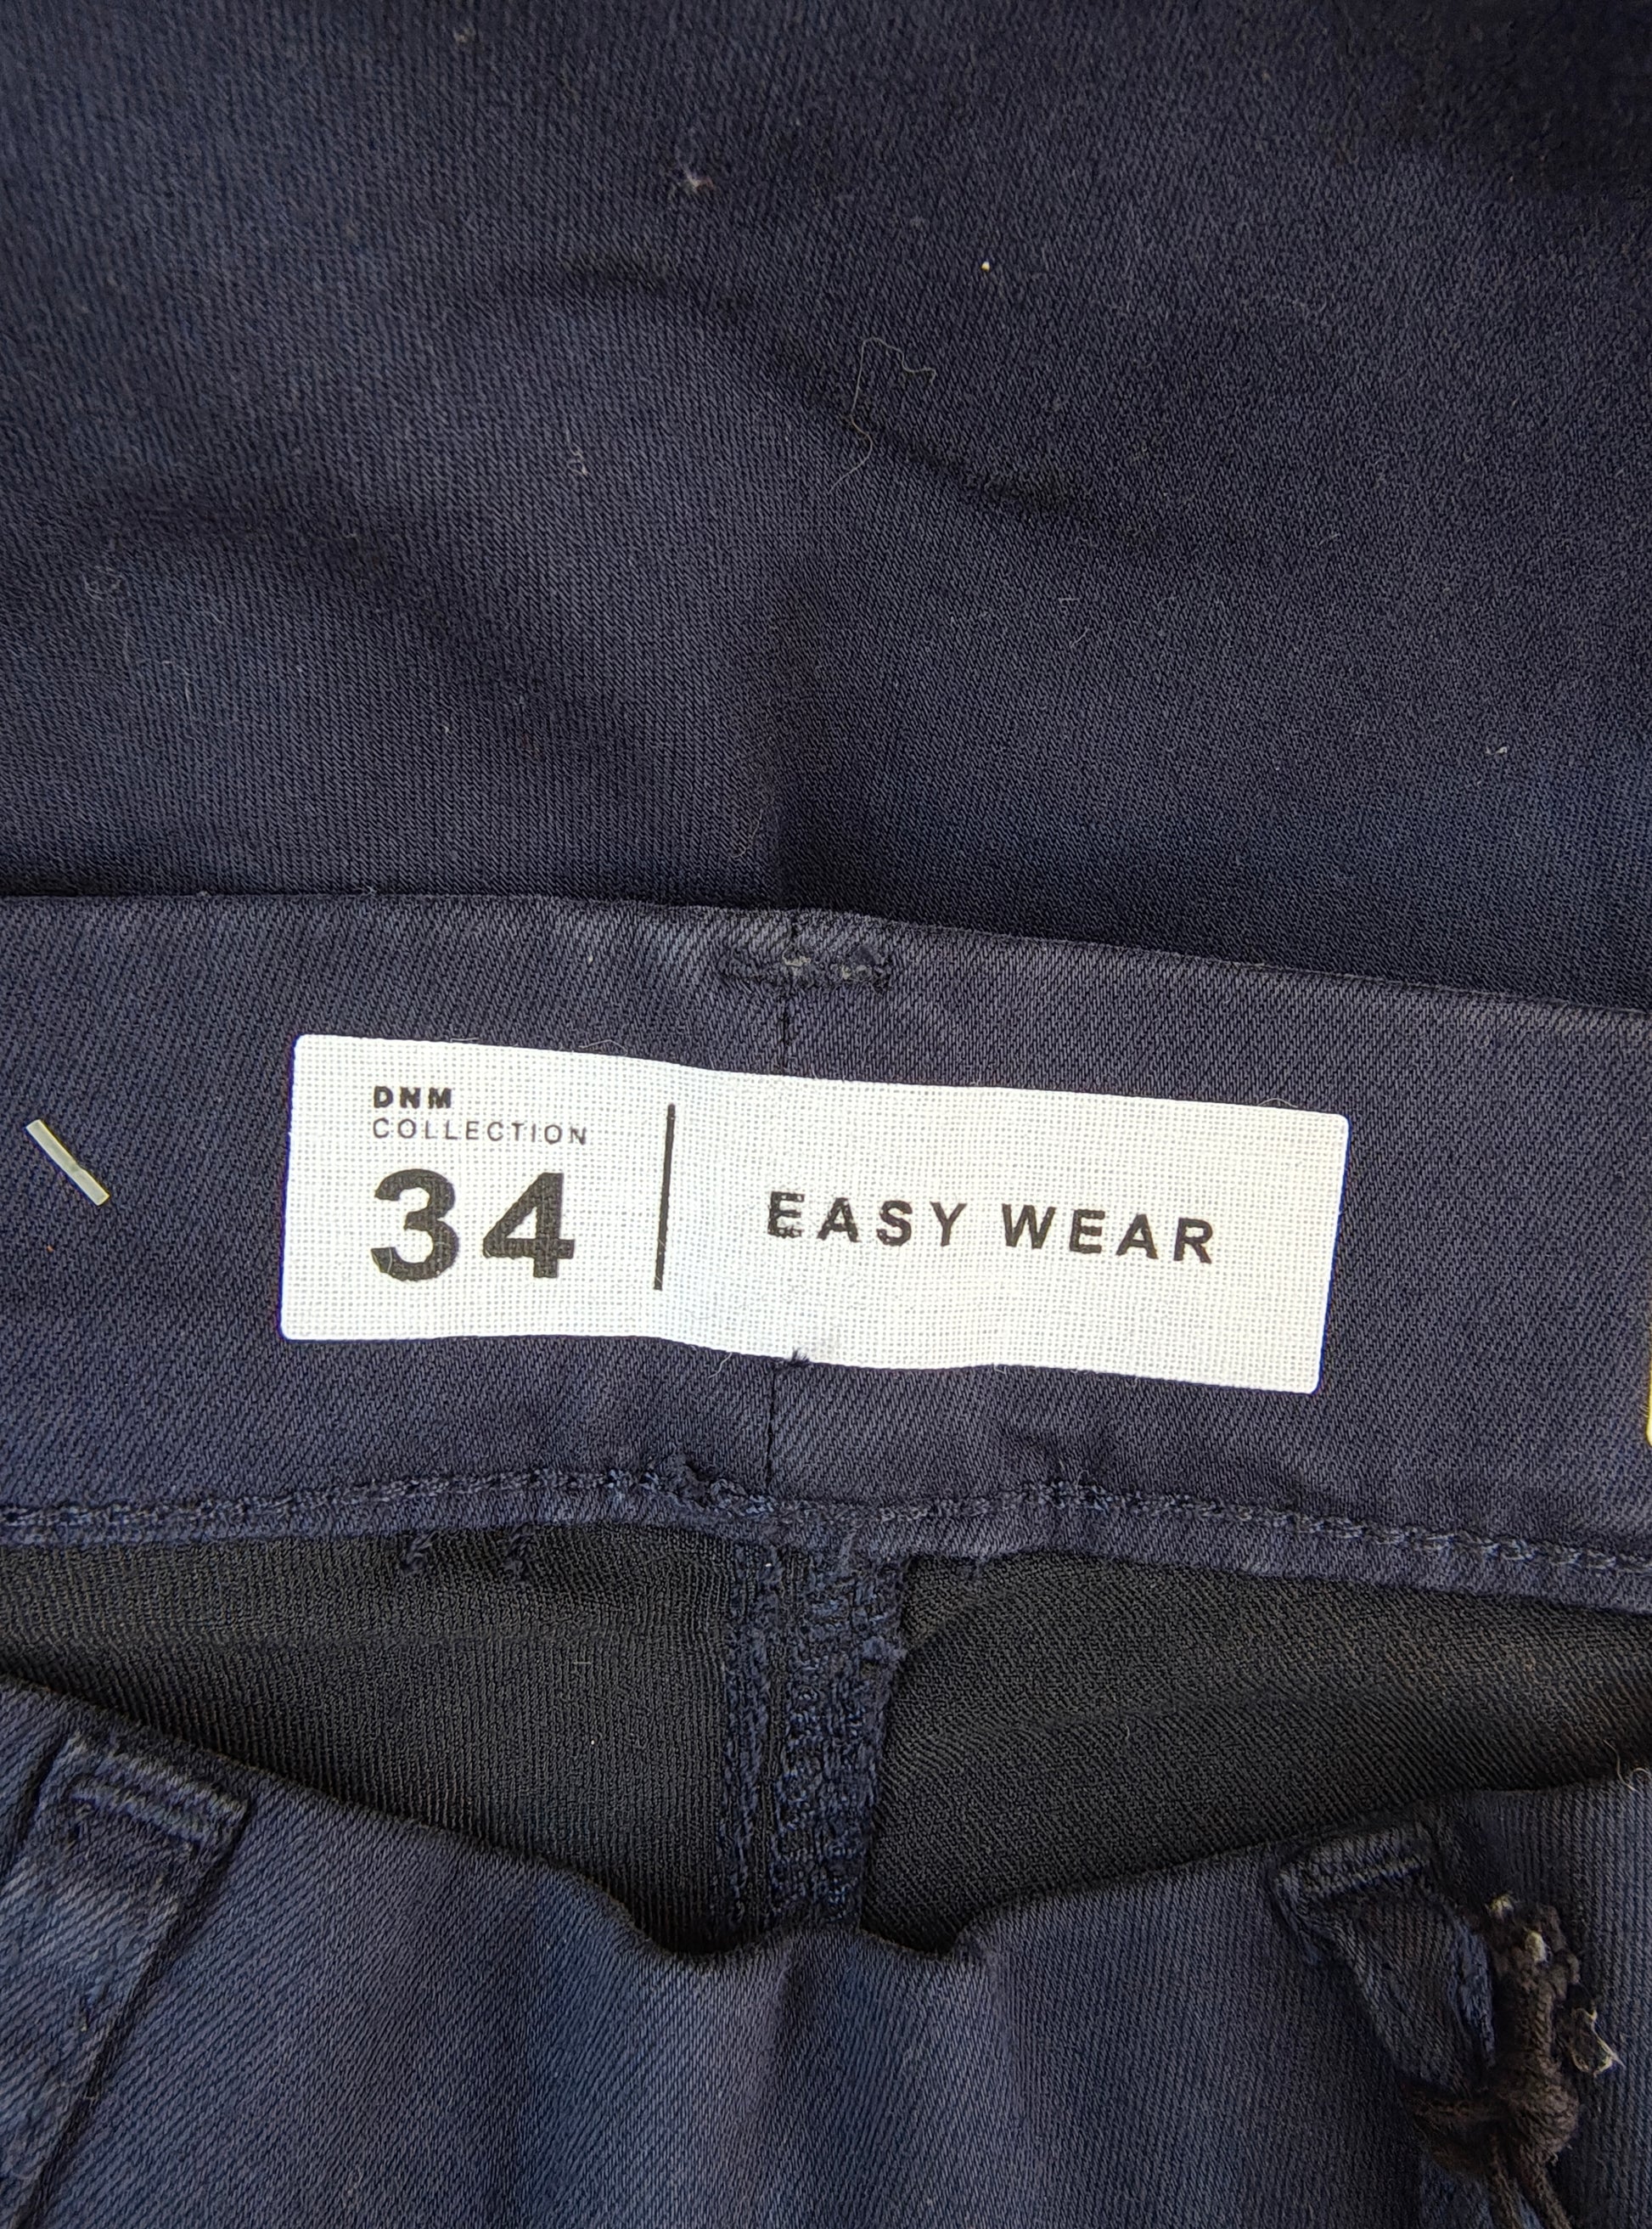 DNM
COLLECTION
34
EASY WEAR